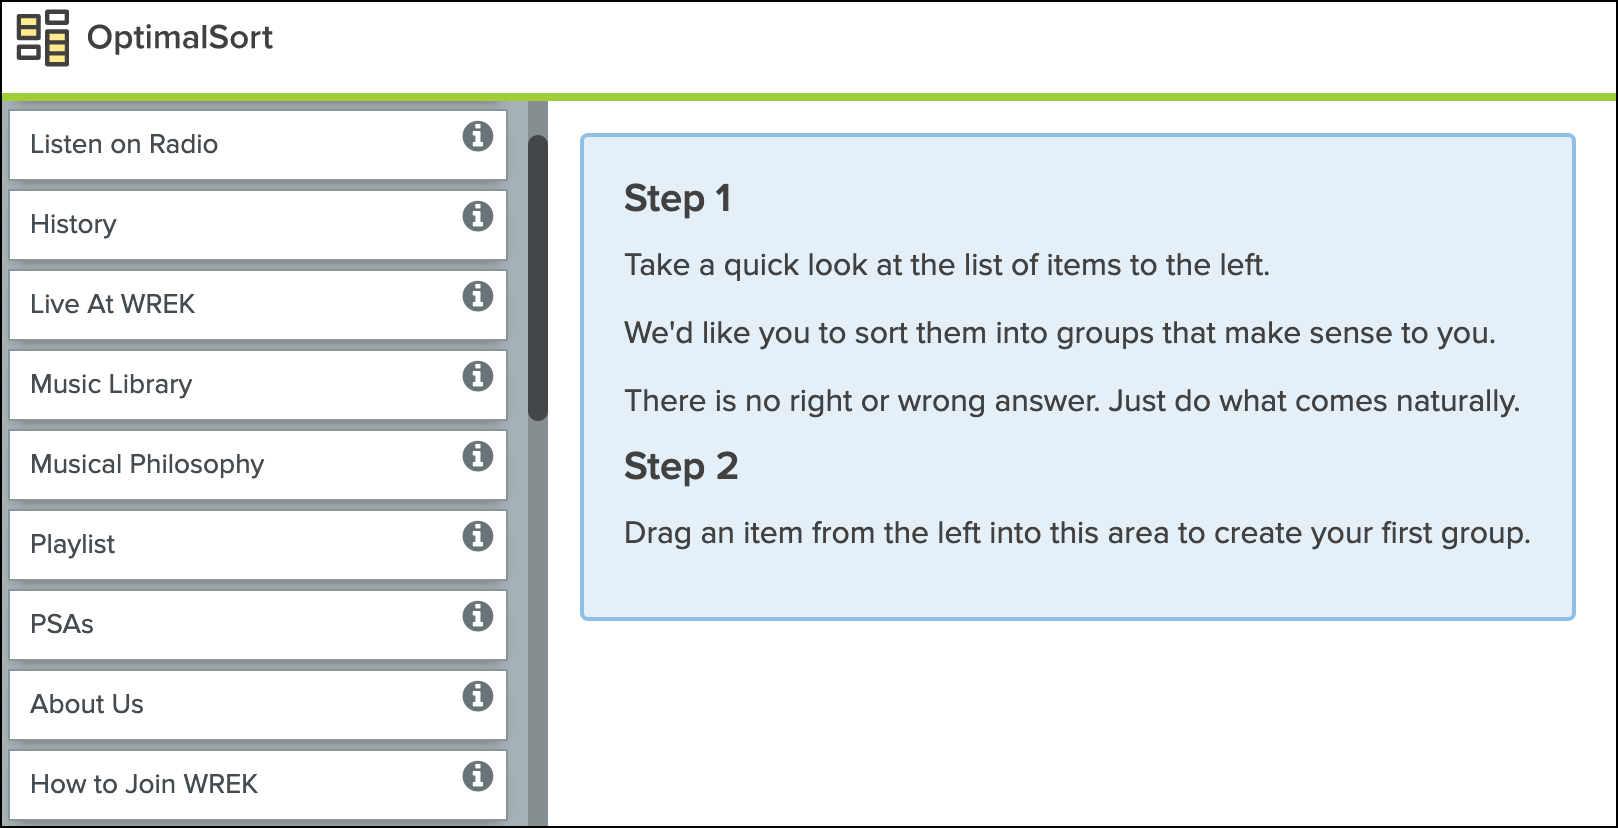 OptimalSort
Listen on Radio
History
Live At WREK
Music Library
Musical Philosophy
Playlist
PSAs
About Us
How to Join WREK
Step 1
Take a quick look at the list of items to the left.
We'd like you to sort them into groups that make sense to you.
There is no right or wrong answer. Just do what comes naturally.
Step 2
Drag an item from the left into this area to create your first group.